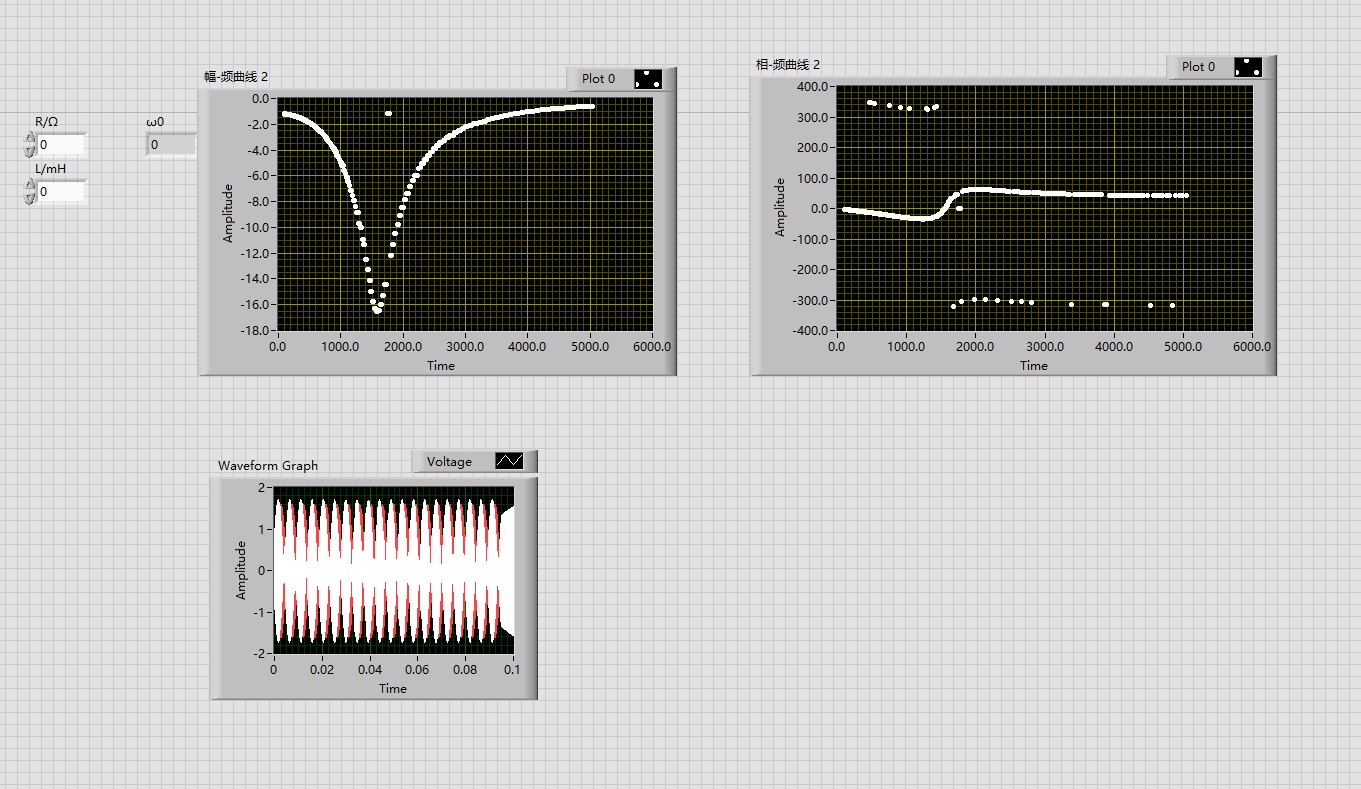 R/Ω
0
L/mH
0
ω0
0
幅-频曲线 2
Plot 0
Amplitude
0.0
-2.0
-4.0
-6.0
-8.0
-10.0
-12.0
-14.0
-16.0
-18.0
0.0 1000.0 2000.0 3000.0 4000.0 5000.0 6000.0
Time
相-频曲线 2
Plot 0
Amplitude
400.0
300.0
200.0
100.0
0.0
-100.0
-200.0
-300.0
-400.0
0.0 1000.0 2000.0 3000.0 4000.0 5000.0 6000.0
Time
Waveform Graph
Voltage
Amplitude
2
1
0
-1
-2
0 0.02 0.04 0.06 0.08 0.1
Time